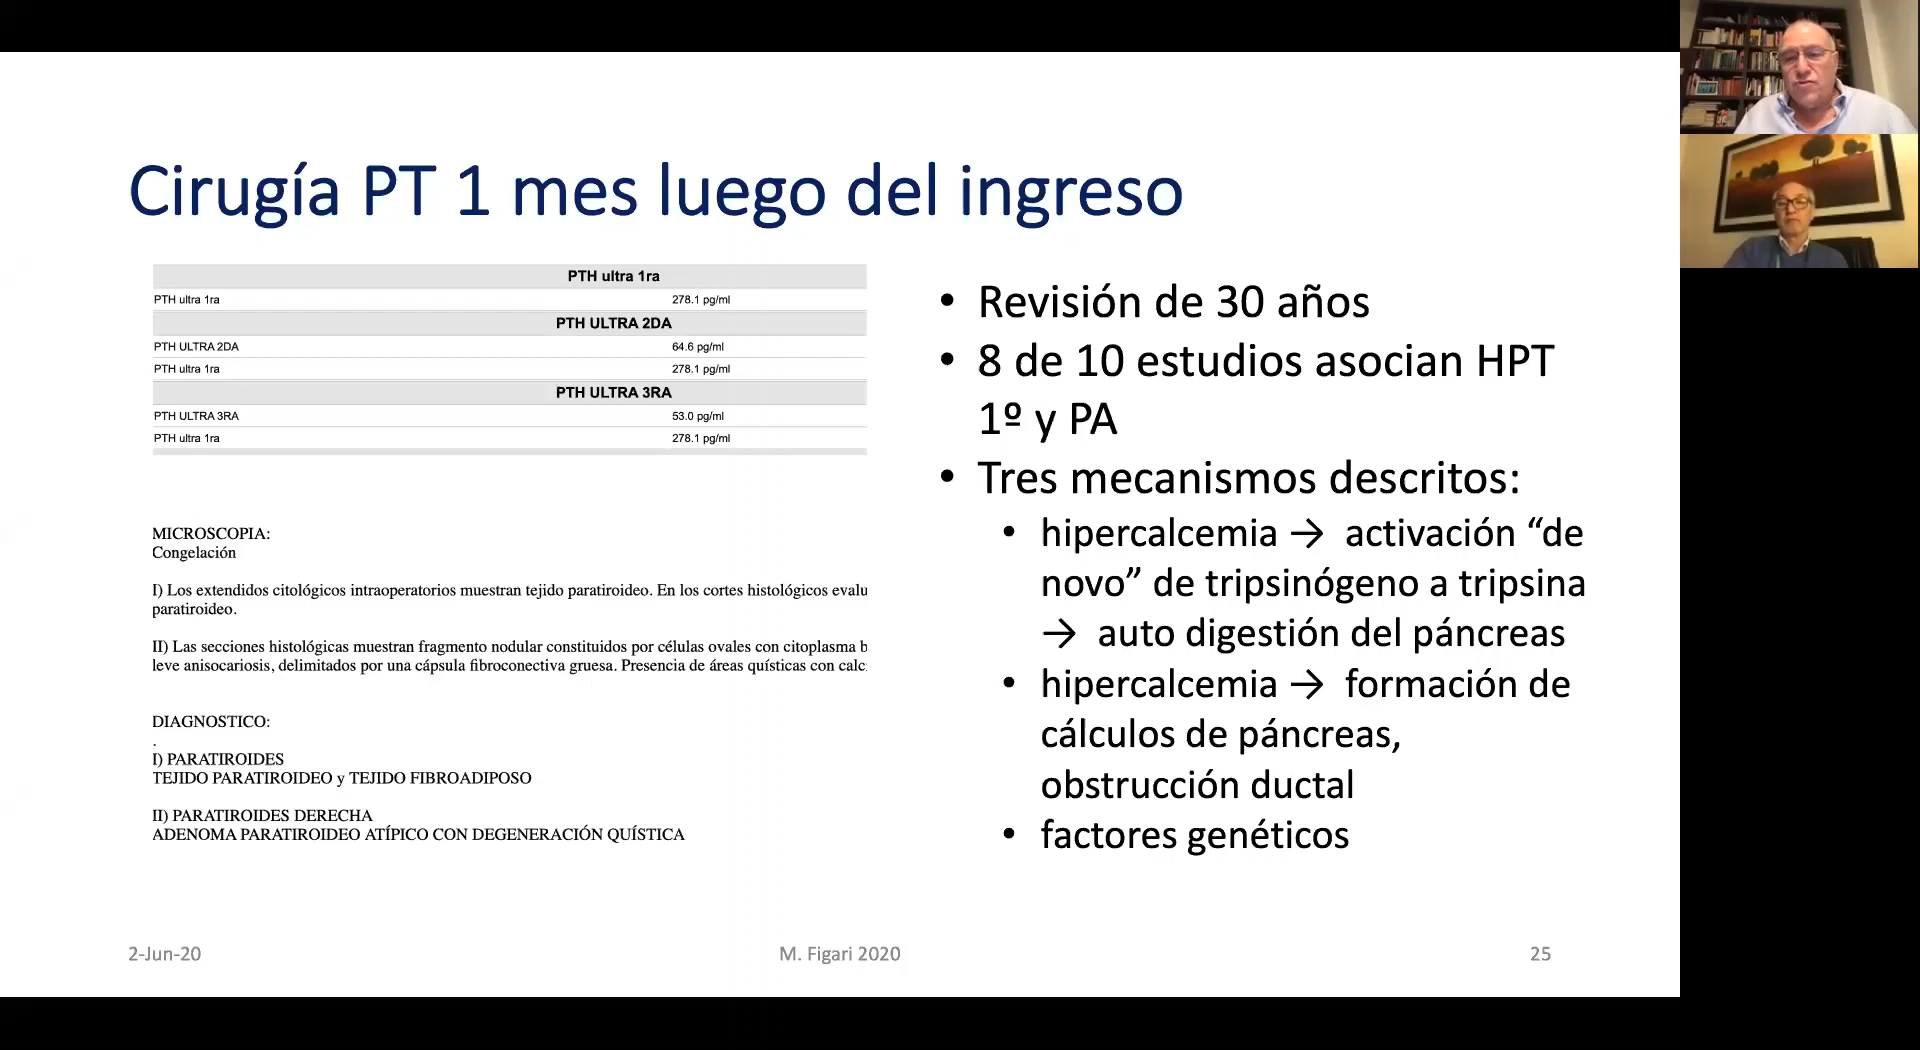 Cirugía PT 1 mes luego del ingreso
PTH ultra 1ra
PTH ultra 1ra 278.1 pg/ml
PTH ULTRA 2DA
PTH ULTRA 2DA 64.6 pg/ml
PTH ultra 1ra 278.1 pg/ml
PTH ULTRA 3RA
PTH ULTRA 3RA 53.0 pg/ml
PTH ultra 1ra 278.1 pg/ml
MICROSCOPIA:
Congelación
I) Los extendidos citológicos intraoperatorios muestran tejido paratiroideo. En los cortes histológicos evalu
paratiroideo.
II) Las secciones histológicas muestran fragmento nodular constituidos por células ovales con citoplasma b
leve anisocariosis, delimitados por una cápsula fibroconectiva gruesa. Presencia de áreas quísticas con calc
DIAGNOSTICO:
.
I) PARATIROIDES
TEJIDO PARATIROIDEO y TEJIDO FIBROADIPOSO
II) PARATIROIDES DERECHA
ADENOMA PARATIROIDEO ATÍPICO CON DEGENERACIÓN QUÍSTICA
• Revisión de 30 años
• 8 de 10 estudios asocian HPT
1º y PA
• Tres mecanismos descritos:
• hipercalcemia → activación “de
novo” de tripsinógeno a tripsina
→ auto digestión del páncreas
• hipercalcemia → formación de
cálculos de páncreas,
obstrucción ductal
• factores genéticos
2-Jun-20
M. Figari 2020
25